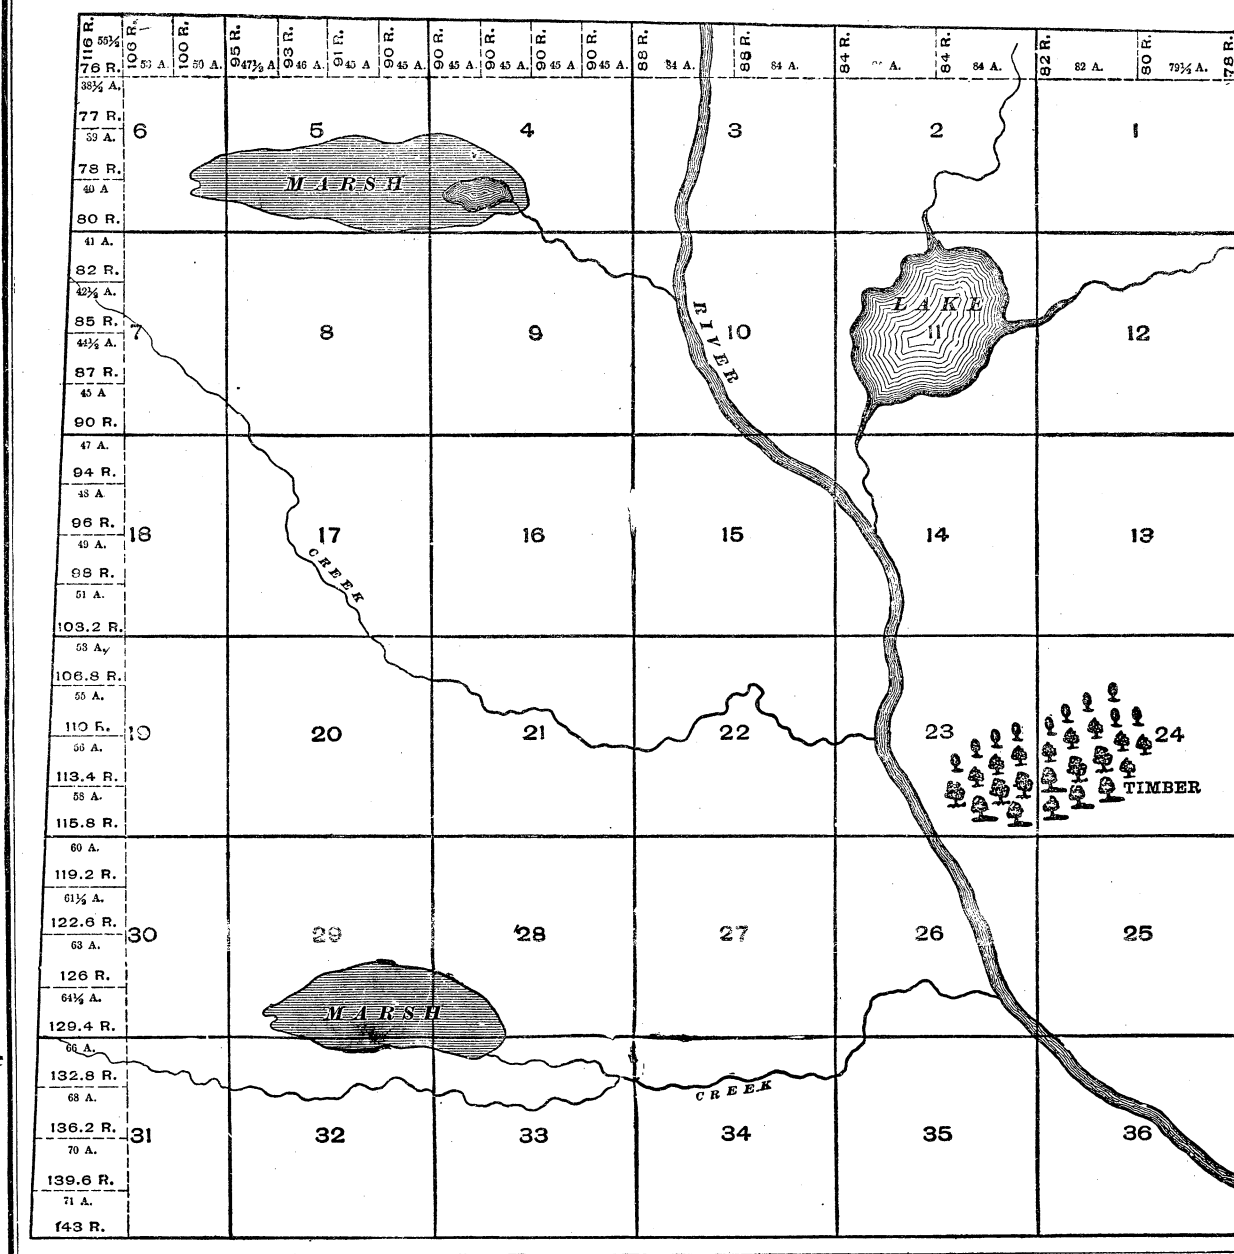 116 R. 106 R. 100 R. 95 R. 93 R. 91 R. 90 R. 90 R. 90 R. 90 R. 90 R. 88 R. 88 R. 84 R. 84 R. 82 R. 80 R. 78 R.
55½ 53 A. 50 A. 47½ A 46 A. 45 A. 45 A. 45 A. 45 A. 45 A. 45 A. 84 A. 84 A. A. 84 A. 82 A. 79½ A.
76 R.
38½ A.
77 R.
6 5 4 3 2 1
39 A.
78 R.
MARSH
40 A
80 R.
41 A.
82 R.
42½ A.
LAKE
RIVER
85 R.
7 8 9 10 11 12
44½ A.
87 R.
45 A
90 R.
47 A.
94 R.
48 A
96 R.
18 17 16 15 14 13
49 A.
CREEK
98 R.
51 A.
103.2 R.
53 A.
106.8 R.
55 A.
110 R.
19 20 21 22 23 24
56 A.
113.4 R.
TIMBER
58 A.
115.8 R.
60 A.
119.2 R.
61½ A.
122.6 R.
30 29 28 27 26 25
63 A.
126 R.
64½ A.
MARSH
129.4 R.
66 A.
132.8 R.
CREEK
68 A.
136.2 R.
31 32 33 34 35 36
70 A.
139.6 R.
71 A.
143 R.